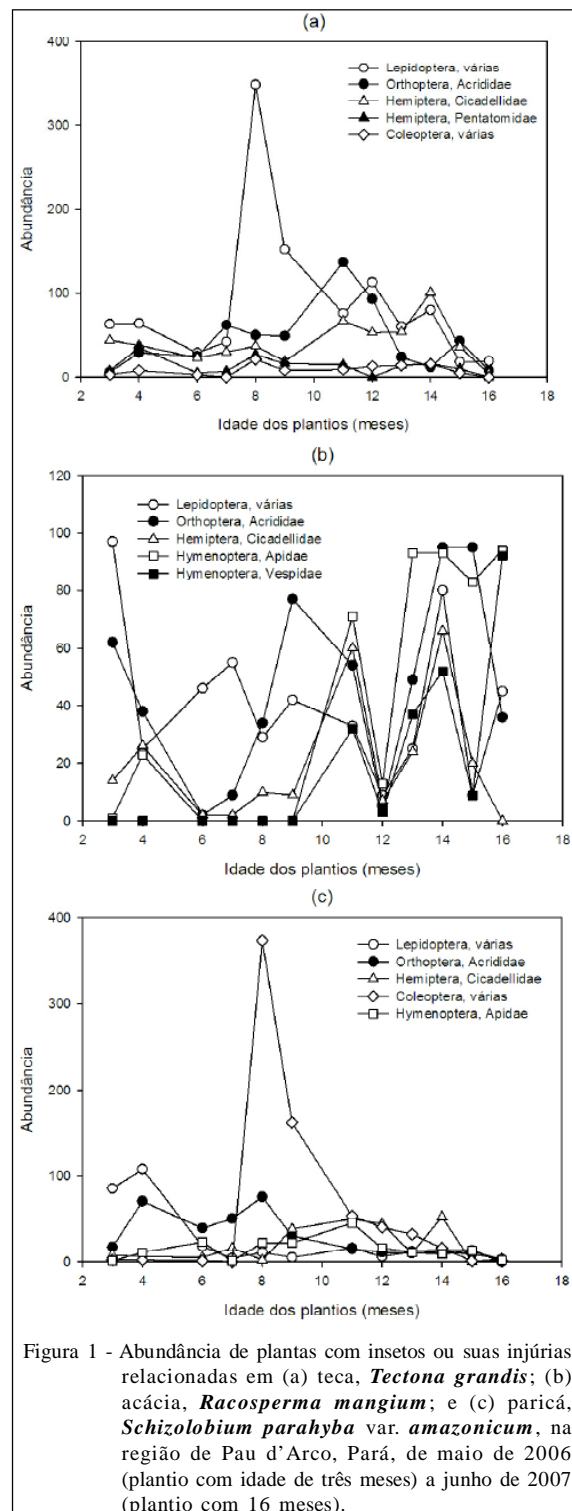 (a)
400
300
200
100
0
Abundância
Lepidoptera, várias
Orthoptera, Acrididae
Hemiptera, Cicadellidae
Hemiptera, Pentatomidae
Coleoptera, várias
2 4 6 8 10 12 14 16 18
Idade dos plantios (meses)
(b)
120
100
80
60
40
20
0
Abundância
Lepidoptera, várias
Orthoptera, Acrididae
Hemiptera, Cicadellidae
Hymenoptera, Apidae
Hymenoptera, Vespidae
2 4 6 8 10 12 14 16 18
Idade dos plantios (meses)
(c)
400
300
200
100
0
Abundância
Lepidoptera, várias
Orthoptera, Acrididae
Hemiptera, Cicadellidae
Coleoptera, várias
Hymenoptera, Apidae
2 4 6 8 10 12 14 16 18
Idade dos plantios (meses)
Figura 1 - Abundância de plantas com insetos ou suas injúrias
relacionadas em (a) teca, Tectona grandis; (b)
acácia, Racosperma mangium; e (c) paricá,
Schizolobium parahyba var. amazonicum, na
região de Pau d'Arco, Pará, de maio de 2006
(plantio com idade de três meses) a junho de 2007
(plantio com 16 meses).